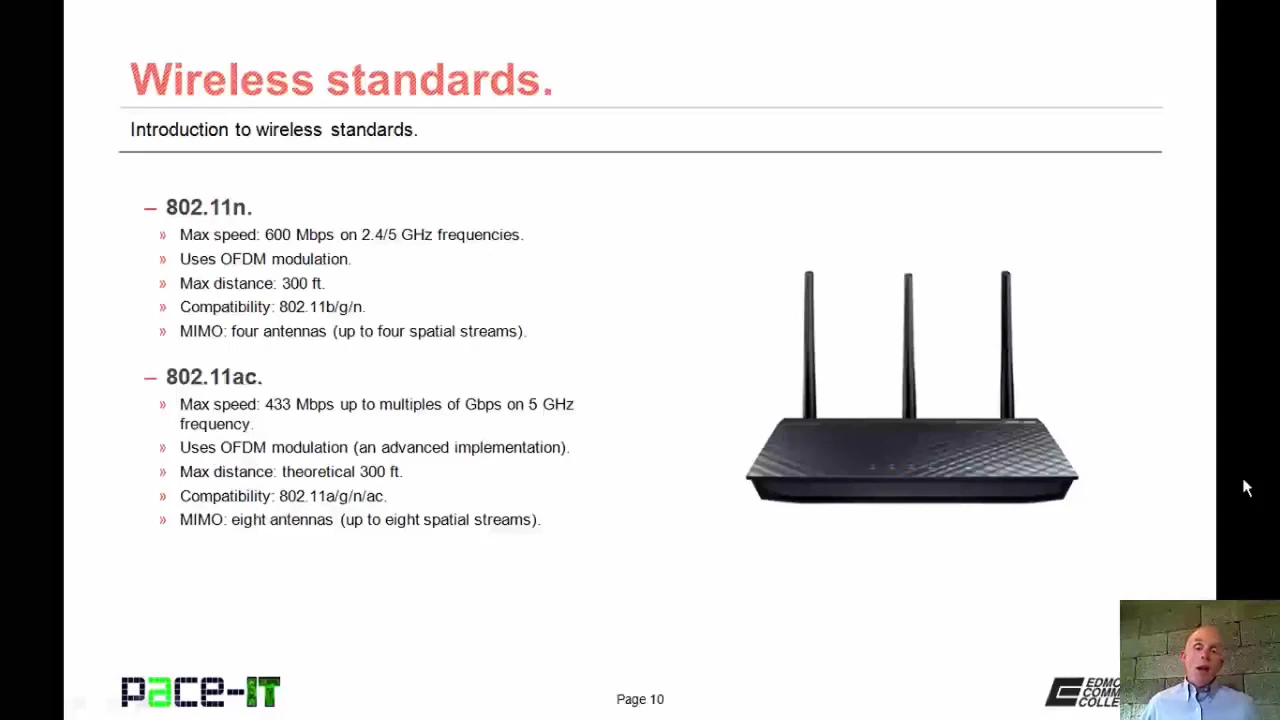 Wireless standards.
Introduction to wireless standards.
– 802.11n.
» Max speed: 600 Mbps on 2.4/5 GHz frequencies.
» Uses OFDM modulation.
» Max distance: 300 ft.
» Compatibility: 802.11b/g/n.
» MIMO: four antennas (up to four spatial streams).
– 802.11ac.
» Max speed: 433 Mbps up to multiples of Gbps on 5 GHz
frequency.
» Uses OFDM modulation (an advanced implementation).
» Max distance: theoretical 300 ft.
» Compatibility: 802.11a/g/n/ac.
» MIMO: eight antennas (up to eight spatial streams).
pace-IT
Page 10
EDMO
COMM
COLLE